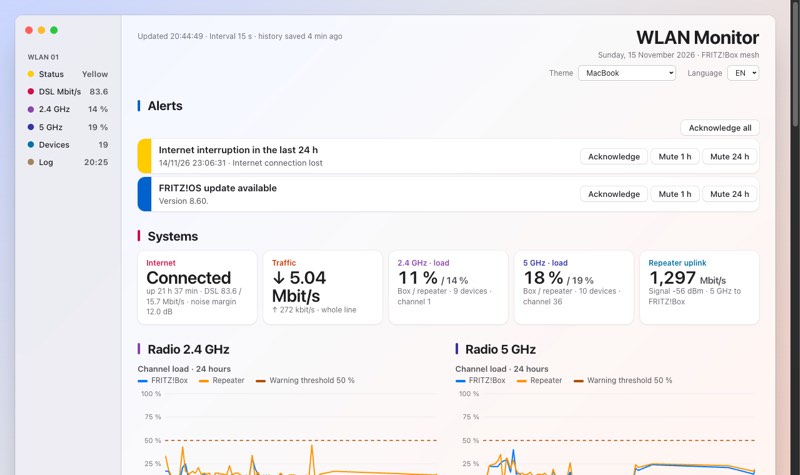 WLAN 01
Status Yellow
DSL Mbit/s 83.6
2.4 GHz 14 %
5 GHz 19 %
Devices 19
Log 20:25
Updated 20:44:49 · Interval 15 s · history saved 4 min ago
WLAN Monitor
Sunday, 15 November 2026 · FRITZ!Box mesh
Theme MacBook Language EN
Alerts
Acknowledge all
Internet interruption in the last 24 h
14/11/26 23:06:31 · Internet connection lost
Acknowledge Mute 1 h Mute 24 h
FRITZ!OS update available
Version 8.60.
Acknowledge Mute 1 h Mute 24 h
Systems
Internet
Connected
up 21 h 37 min · DSL 83.6 /
15.7 Mbit/s · noise margin
12.0 dB
Traffic
↓ 5.04
Mbit/s
↑ 272 kbit/s · whole line
2.4 GHz · load
11 % / 14 %
Box / repeater · 9 devices ·
channel 1
5 GHz · load
18 % / 19 %
Box / repeater · 10 devices ·
channel 36
Repeater uplink
1,297 Mbit/s
Signal -56 dBm · 5 GHz to
FRITZ!Box
Radio 2.4 GHz
Channel load · 24 hours
FRITZ!Box Repeater Warning threshold 50 %
100 %
75 %
50 %
25 %
Radio 5 GHz
Channel load · 24 hours
FRITZ!Box Repeater Warning threshold 50 %
100 %
75 %
50 %
25 %